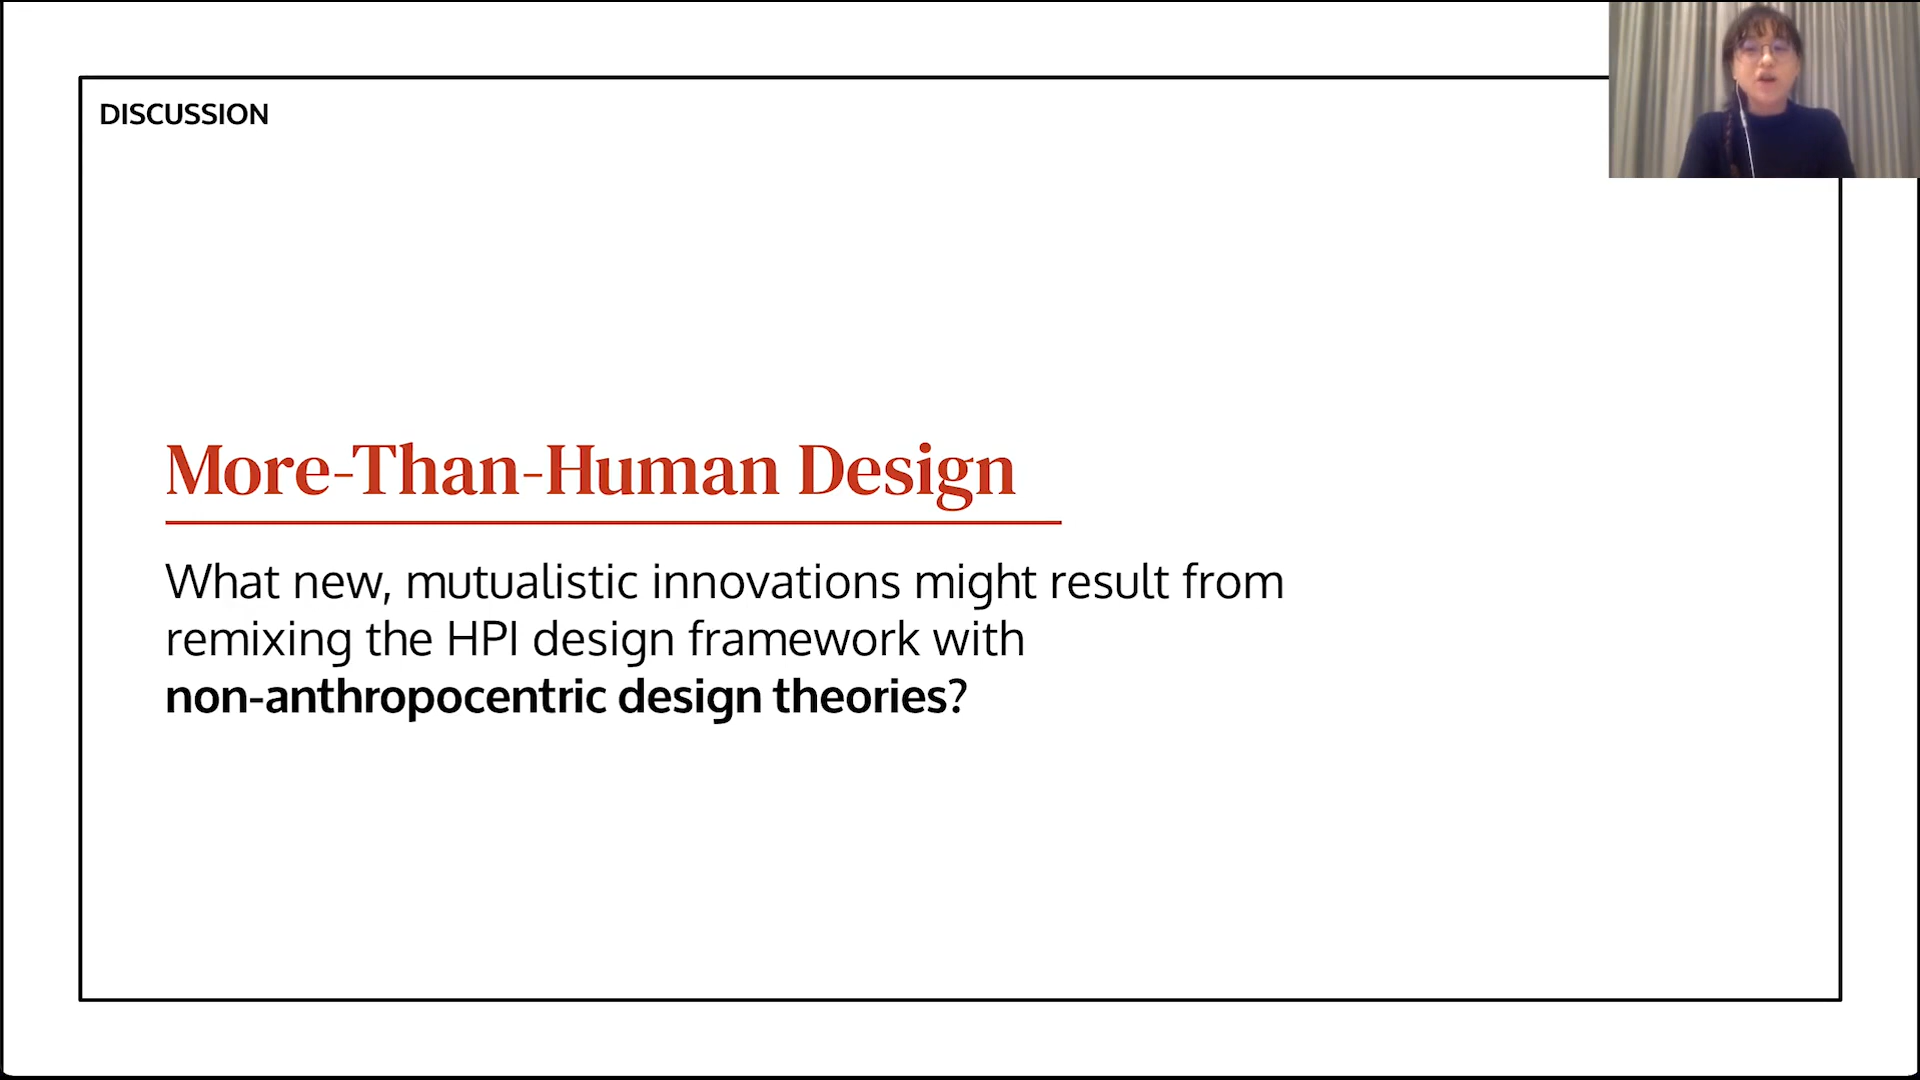 DISCUSSION
More-Than-Human Design
What new, mutualistic innovations might result from
remixing the HPI design framework with
non-anthropocentric design theories?